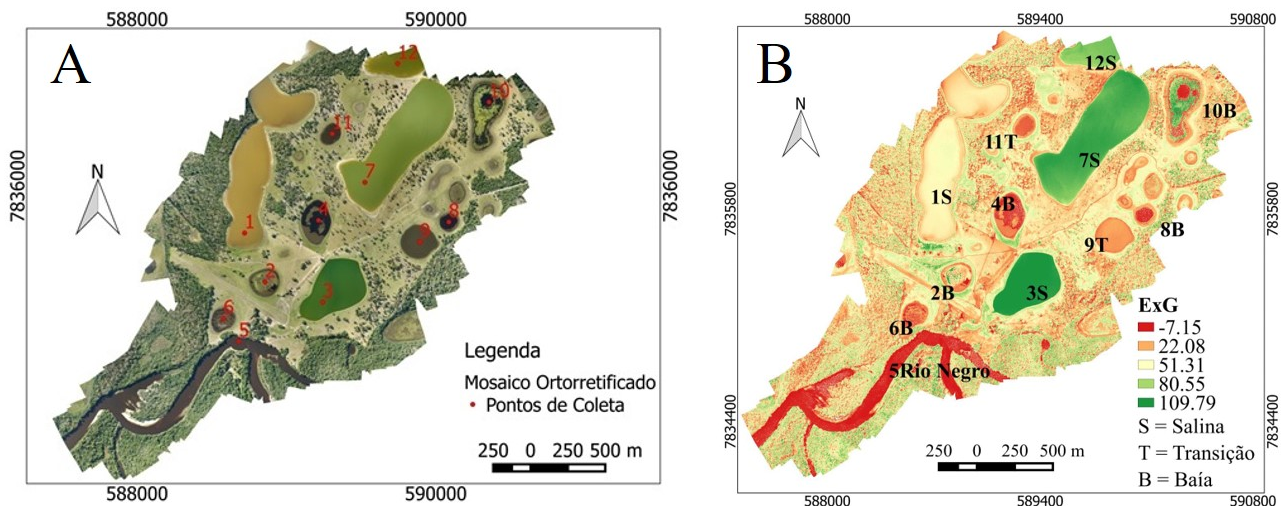 588000
590000
A
12
10
11
7
N
7836000
7836000
4
8
1
9
2
3
6
5
Legenda
Mosaico Ortorretificado
Pontos de Coleta
250 0 250 500 m
588000
590000
588000
589400
590800
B
12S
10B
N
11T
7S
7835800
7835800
1S
4B
8B
9T
2B
3S
6B
5Rio Negro
ExG
-7.15
22.08
51.31
80.55
109.79
S = Salina
T = Transição
B = Baía
7834400
7834400
250 0 250 500 m
588000
589400
590800